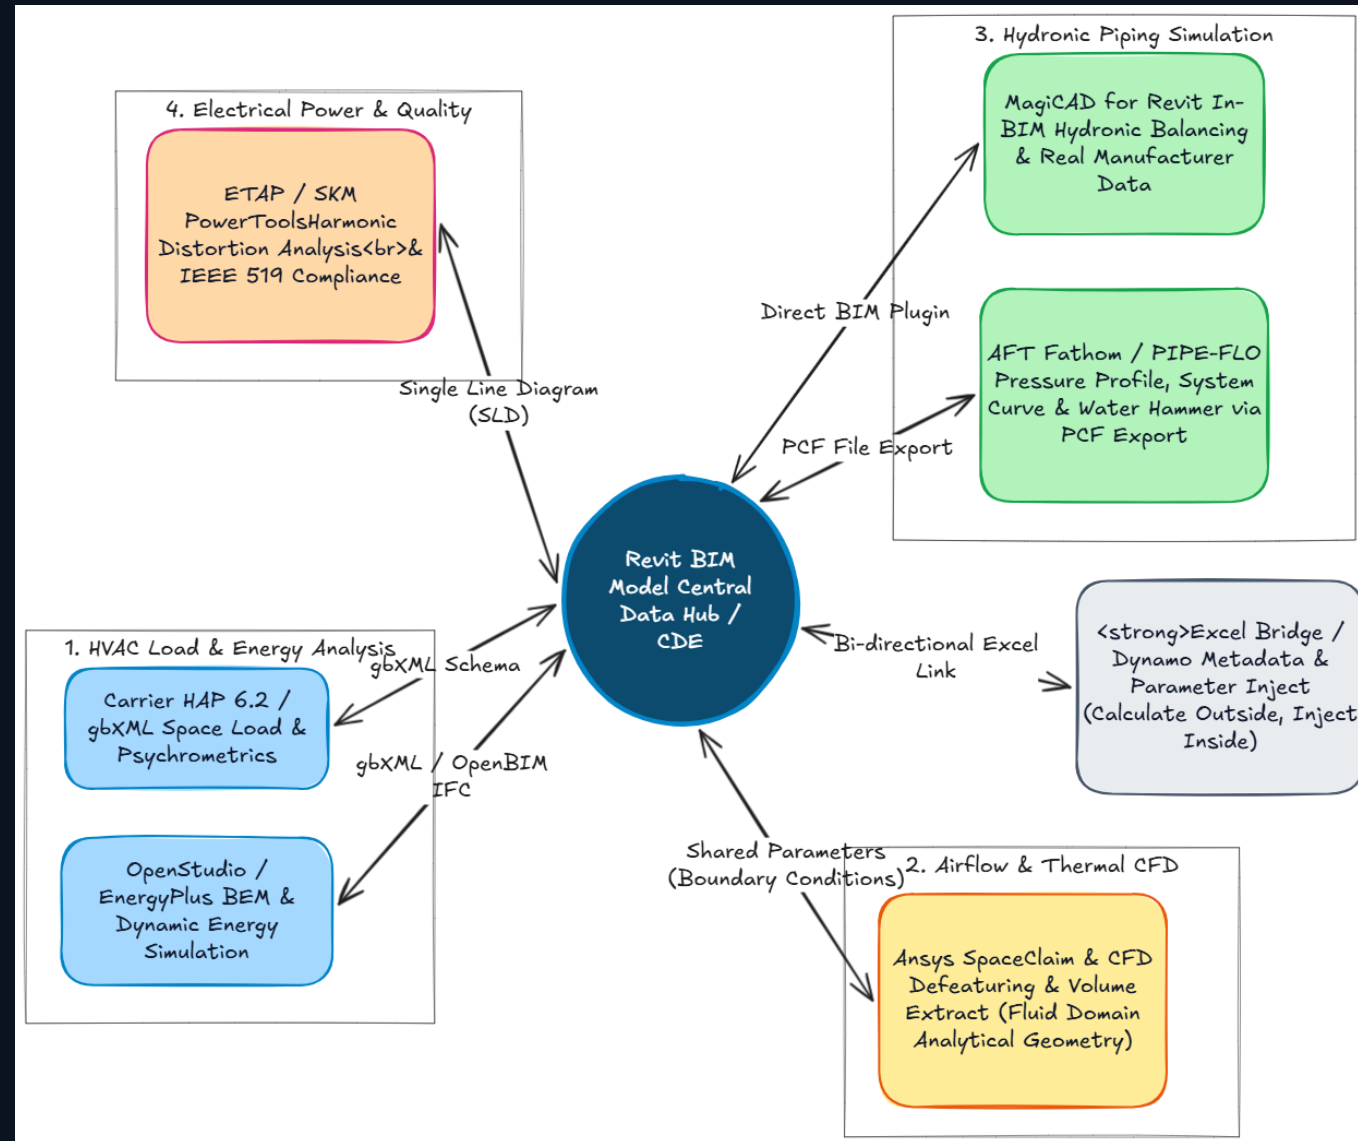 3. Hydronic Piping Simulation
MagiCAD for Revit In-
BIM Hydronic Balancing
& Real Manufacturer
Data
4. Electrical Power & Quality
ETAP / SKM
PowerToolsHarmonic
Distortion Analysis<br>&
IEEE 519 Compliance
Direct BIM Plugin
AFT Fathom / PIPE-FLO
Pressure Profile, System
Curve & Water Hammer via
PCF Export
Single Line Diagram
(SLD)
PCF File Export
Revit BIM
Model Central
Data Hub /
CDE
Bi-directional Excel
Link
<strong>Excel Bridge /
Dynamo Metadata &
Parameter Inject
(Calculate Outside, Inject
Inside)
1. HVAC Load & Energy Analysis
gbXML Schema
Carrier HAP 6.2 /
gbXML Space Load &
Psychrometrics
gbXML / OpenBIM
IFC
OpenStudio /
EnergyPlus BEM &
Dynamic Energy
Simulation
Shared Parameters
(Boundary Conditions)
2. Airflow & Thermal CFD
Ansys SpaceClaim & CFD
Defeaturing & Volume
Extract (Fluid Domain
Analytical Geometry)